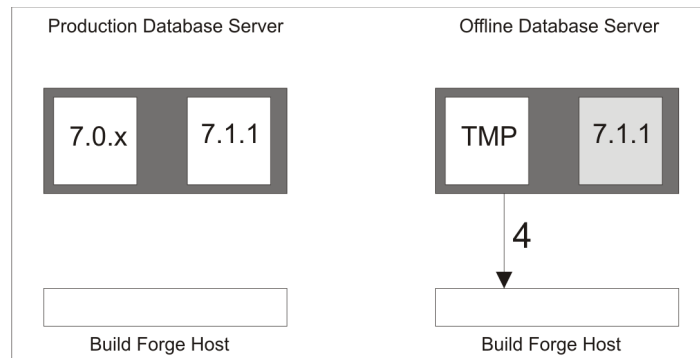 Production Database Server
Offline Database Server
7.0.x
7.1.1
TMP
7.1.1
4
Build Forge Host
Build Forge Host